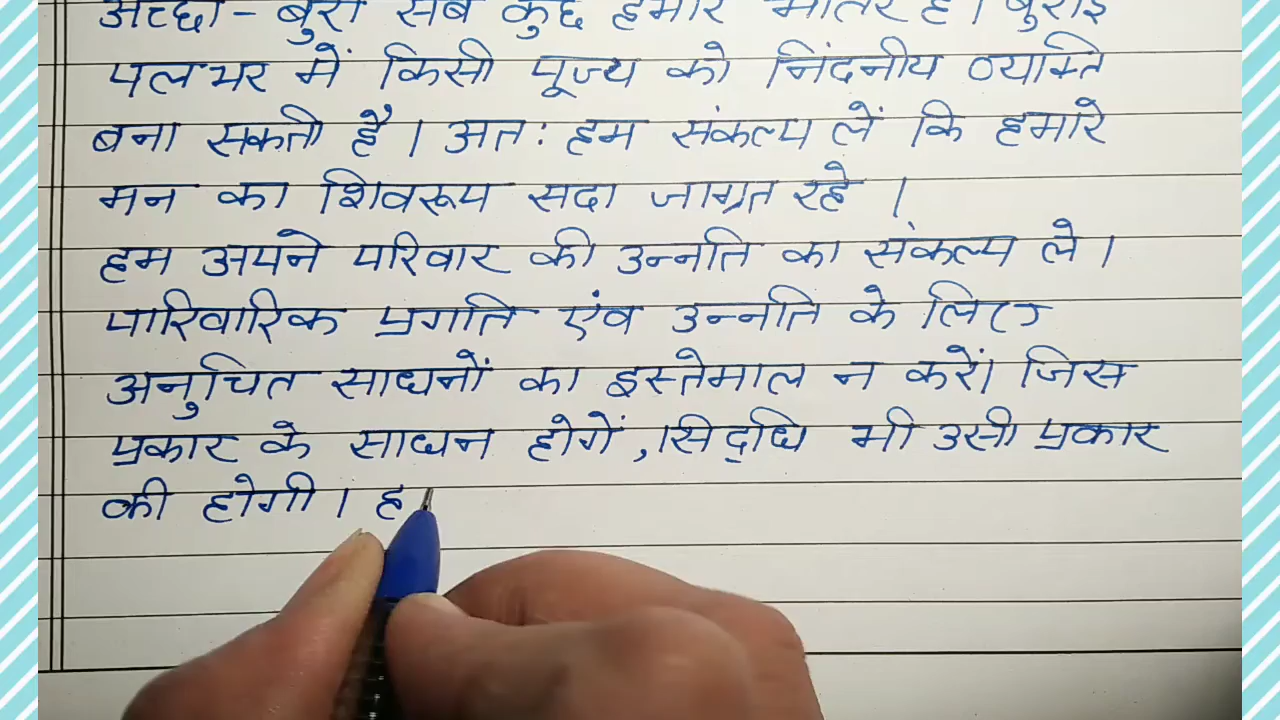 अच्छा - बुरा सब कुछ हमारे भीतर है । बुराई
पलभर में किसी पूज्य को निंदनीय व्यक्ति
बना सकती है । अतः हम संकल्प लें कि हमारे
मन का शिवरूप सदा जाग्रत रहे ।
हम अपने परिवार की उन्नति का संकल्प ले ।
पारिवारिक प्रगति एंव उन्नति के लिए
अनुचित साधनों का इस्तेमाल न करें। जिस
प्रकार के साधन होगें , सिद्धि भी उसी प्रकार
की होगी । ह